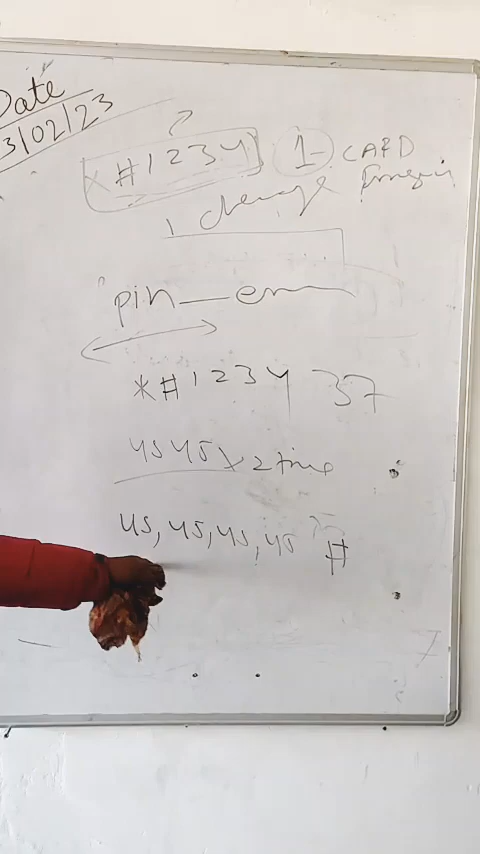 Date
3/02/23
*#1234 1 CARD
1 change
pin
*#1234 37
4545 x 2 time
45, 45, 45, 45 #